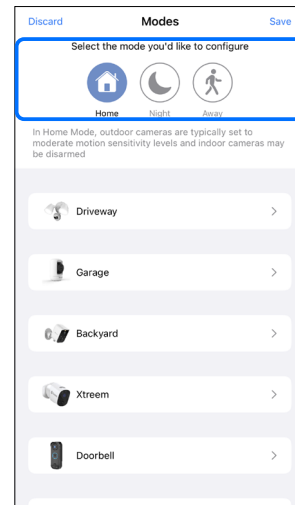 Discard Modes Save
Select the mode you'd like to configure
Home Night Away
In Home Mode, outdoor cameras are typically set to
moderate motion sensitivity levels and indoor cameras may
be disarmed
Driveway
Garage
Backyard
Xtreem
Doorbell